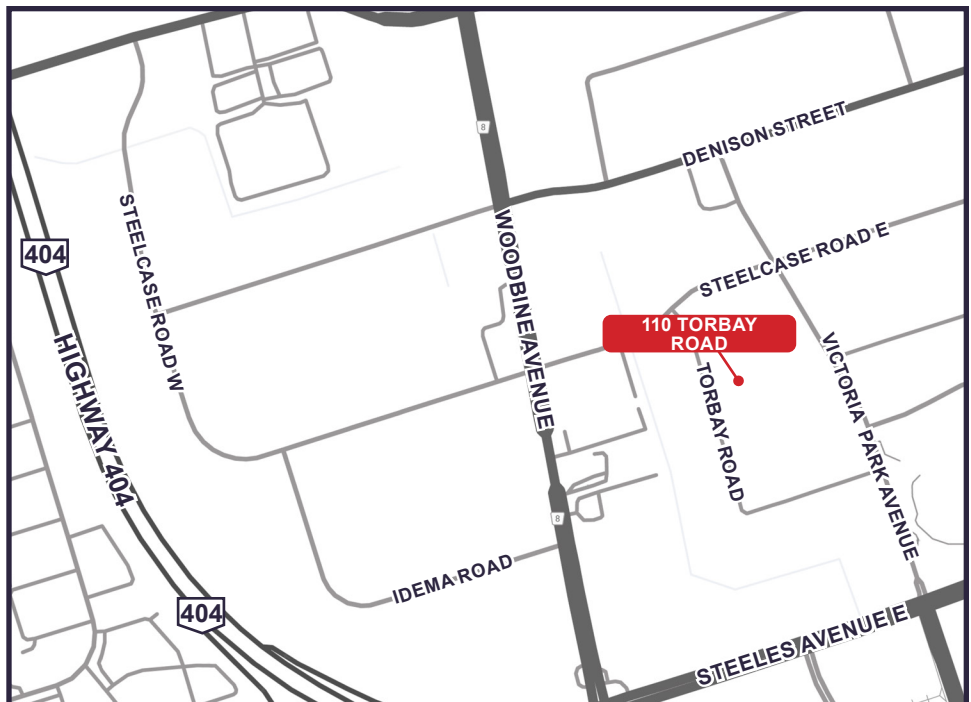 8
DENISON STREET
STEELCASE ROAD W
WOODBINE AVENUE
404
STEELCASE ROAD E
110 TORBAY
ROAD
HIGHWAY 404
TORBAY ROAD
VICTORIA PARK AVENUE
8
IDEMA ROAD
404
STEELES AVENUE E